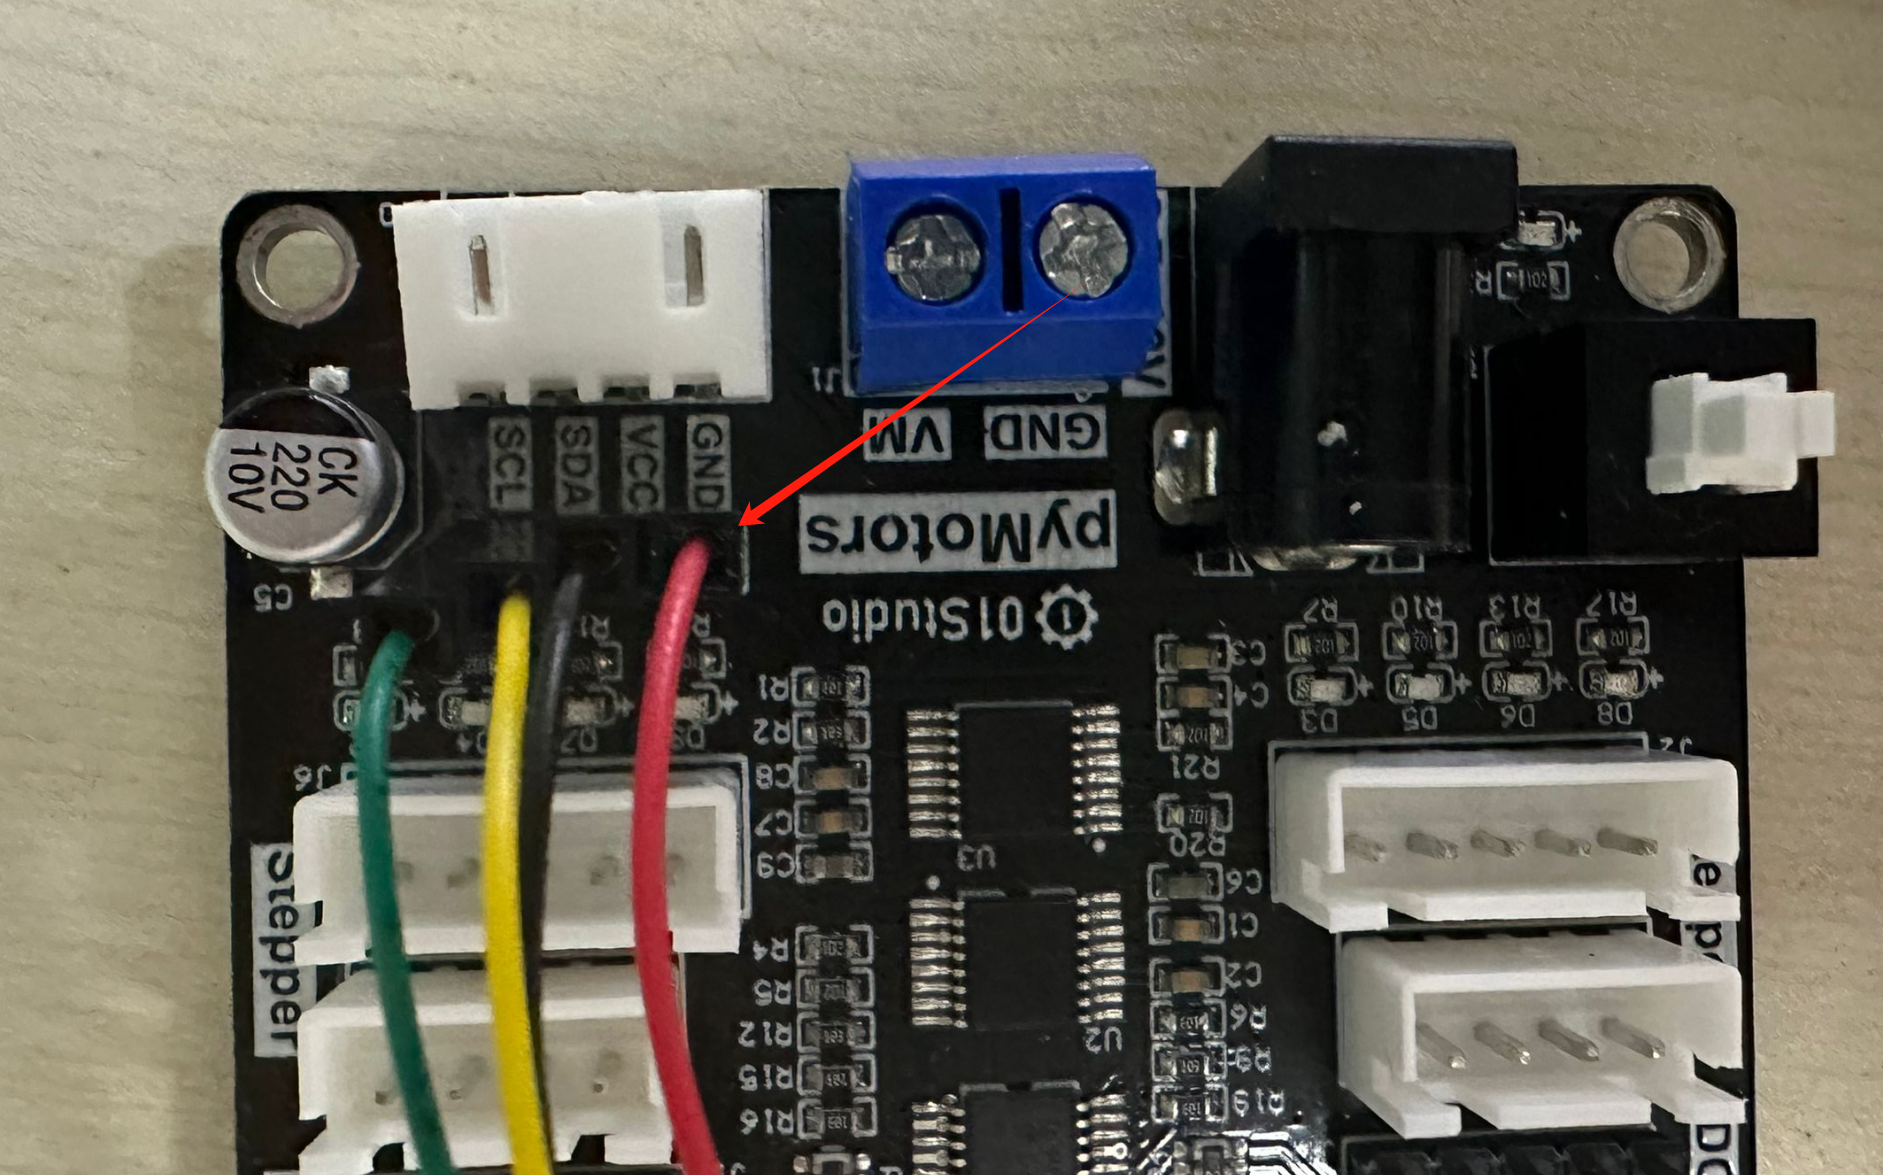 SCL
SDA
VCC
GND
J1
VM
GND
CK
220
10V
pyMotors
01Studio
C5
R7
R10
R13
R17
C3
C4
D3
D5
D6
D8
R1
R2
C8
C7
C9
R21
R20
J6
J2
U3
C6
C1
C2
Stepper
R4
R5
R12
R15
R16
U2
R6
R9
R19